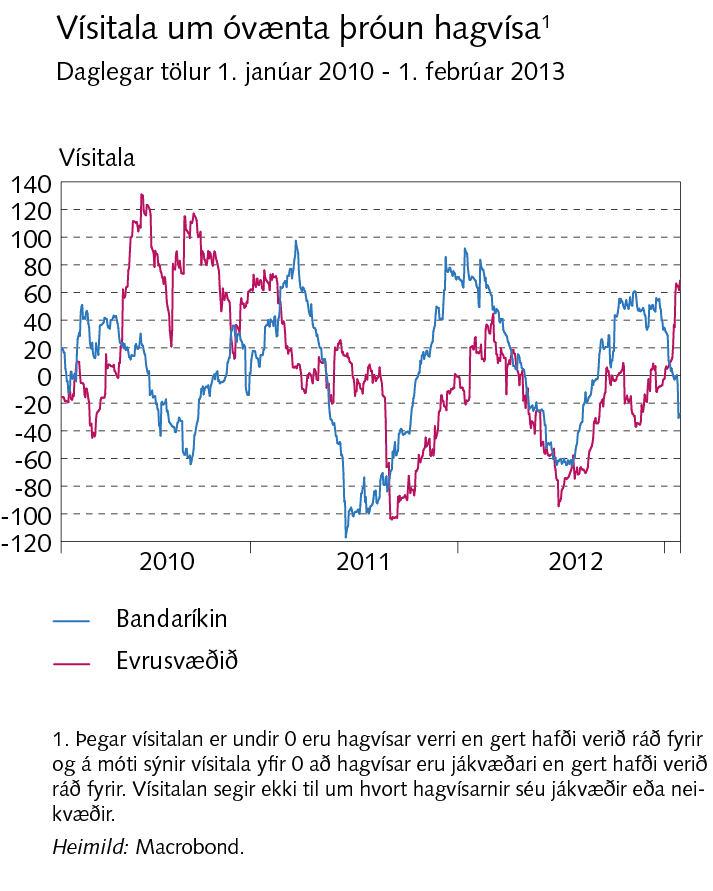 Vísitala um óvænta þróun hagvísa¹
Daglegar tölur 1. janúar 2010 - 1. febrúar 2013
Vísitala
140
120
100
80
60
40
20
0
-20
-40
-60
-80
-100
-120
2010 2011 2012
Bandaríkin
Evrusvæðið
1. Þegar vísitalan er undir 0 eru hagvísar verri en gert hafði verið ráð fyrir
og á móti sýnir vísitala yfir 0 að hagvísar eru jákvæðari en gert hafði verið
ráð fyrir. Vísitalan segir ekki til um hvort hagvísarnir séu jákvæðir eða nei-
kvæðir.
Heimild: Macrobond.